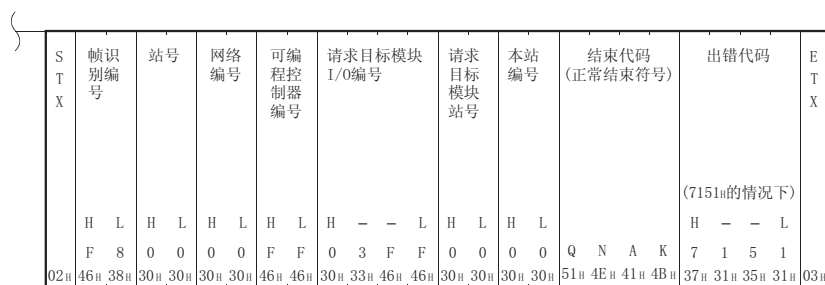 S 帧识 站号 网络 可编 请求目标模块 请求 本站 结束代码 出错代码 E
T 别编 编号 程控 I/O编号 目标 编号 (正常结束符号) T
X 号 制器 模块 X
编号 站号
(7151H的情况下)
H L H L H L H L H − − L H L H L H − − L
F 8 0 0 0 0 F F 0 3 F F 0 0 0 0 Q N A K 7 1 5 1
02H 46H 38H 30H 30H 30H 30H 46H 46H 30H 33H 46H 46H 30H 30H 30H 30H 51H 4EH 41H 4BH 37H 31H 35H 31H 03H